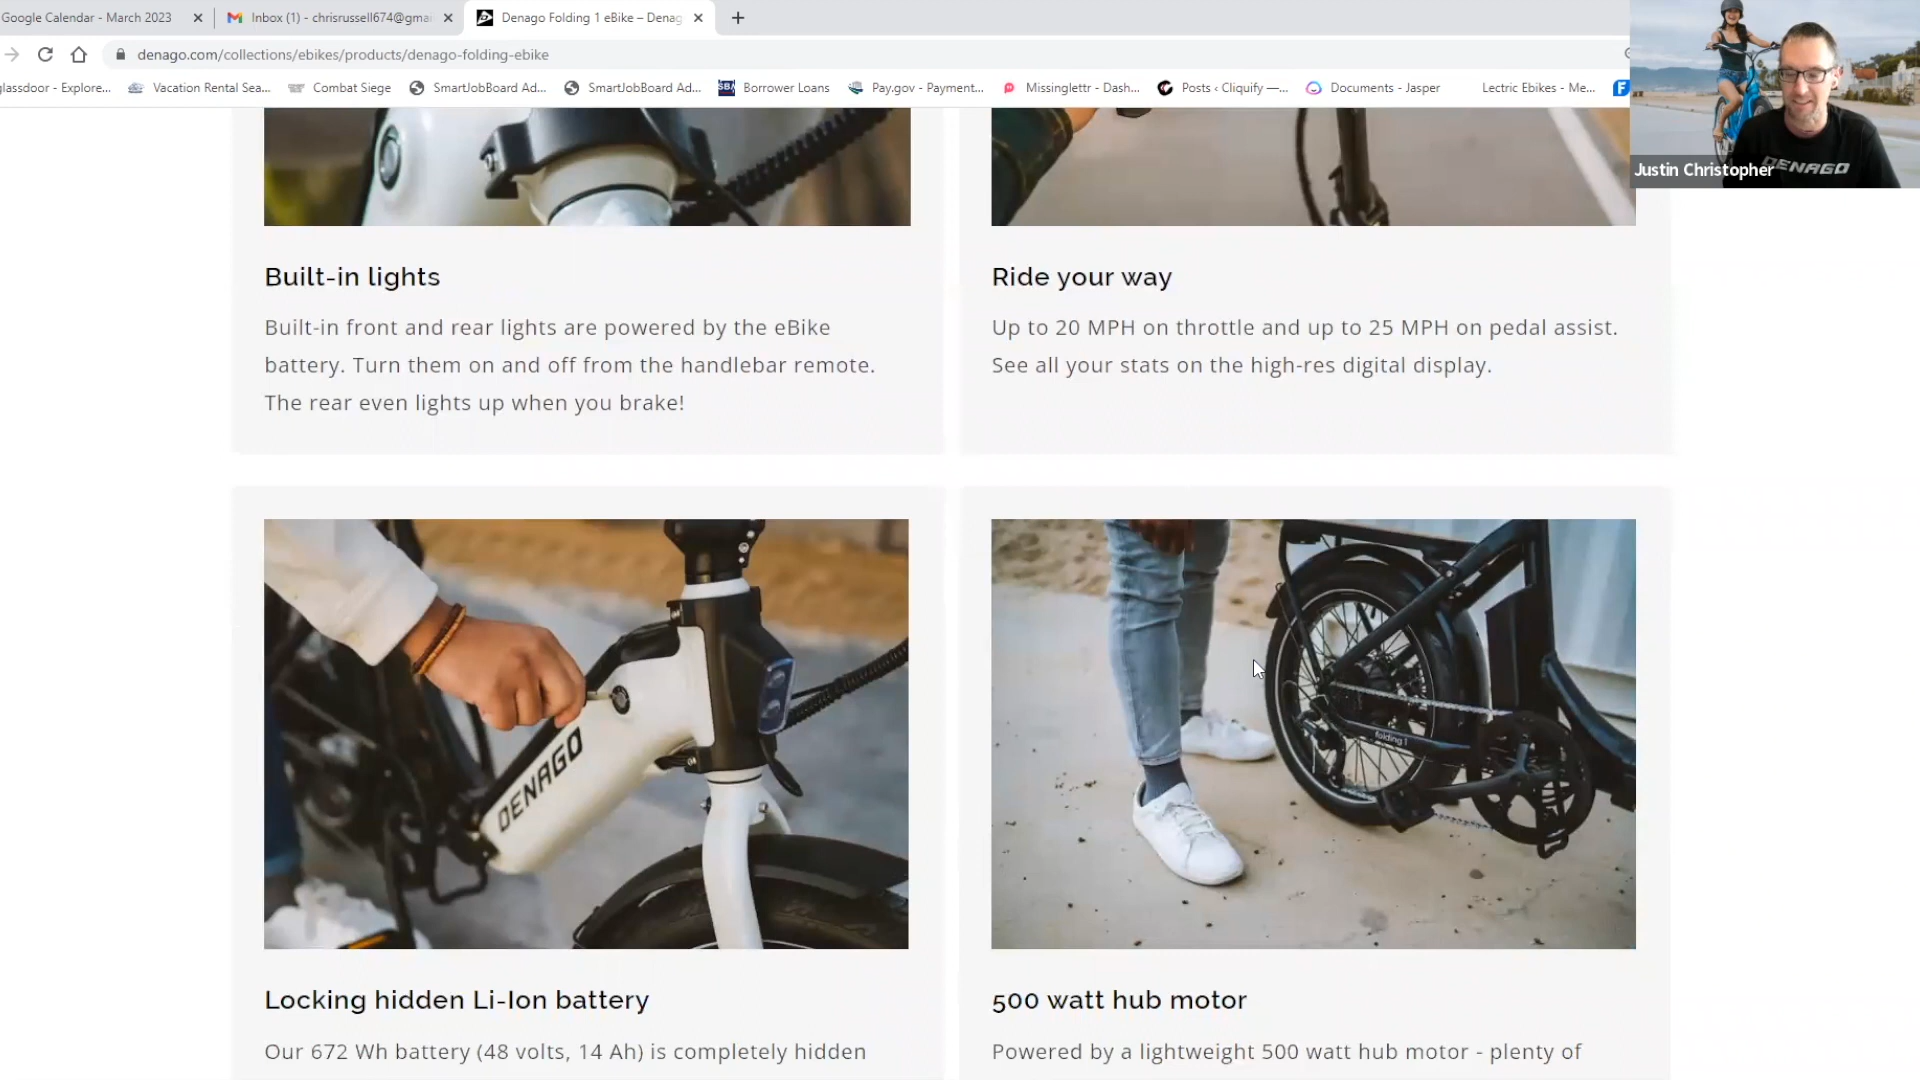 Google Calendar - March 2023
Inbox (1) - chrisrussell674@gmai
Denago Folding 1 eBike – Denag
denago.com/collections/ebikes/products/denago-folding-ebike
lassdoor - Explore...
Vacation Rental Sea...
Combat Siege
SmartJobBoard Ad...
SmartJobBoard Ad...
SBA
Borrower Loans
Pay.gov - Payment...
Missinglettr - Dash...
Posts ‹ Cliquify —...
Documents - Jasper
Lectric Ebikes - Me...
DENAGO
Justin Christopher
Built-in lights
Built-in front and rear lights are powered by the eBike
battery. Turn them on and off from the handlebar remote.
The rear even lights up when you brake!
Ride your way
Up to 20 MPH on throttle and up to 25 MPH on pedal assist.
See all your stats on the high-res digital display.
DENAGO
folding 1
Locking hidden Li-Ion battery
Our 672 Wh battery (48 volts, 14 Ah) is completely hidden
500 watt hub motor
Powered by a lightweight 500 watt hub motor - plenty of